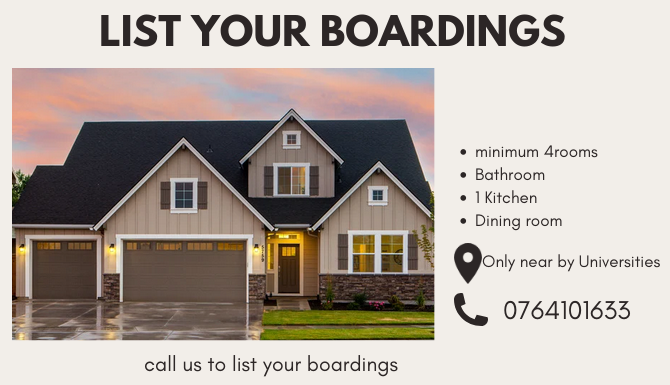 LIST YOUR BOARDINGS
minimum 4rooms
Bathroom
1 Kitchen
Dining room
Only near by Universities
0764101633
call us to list your boardings